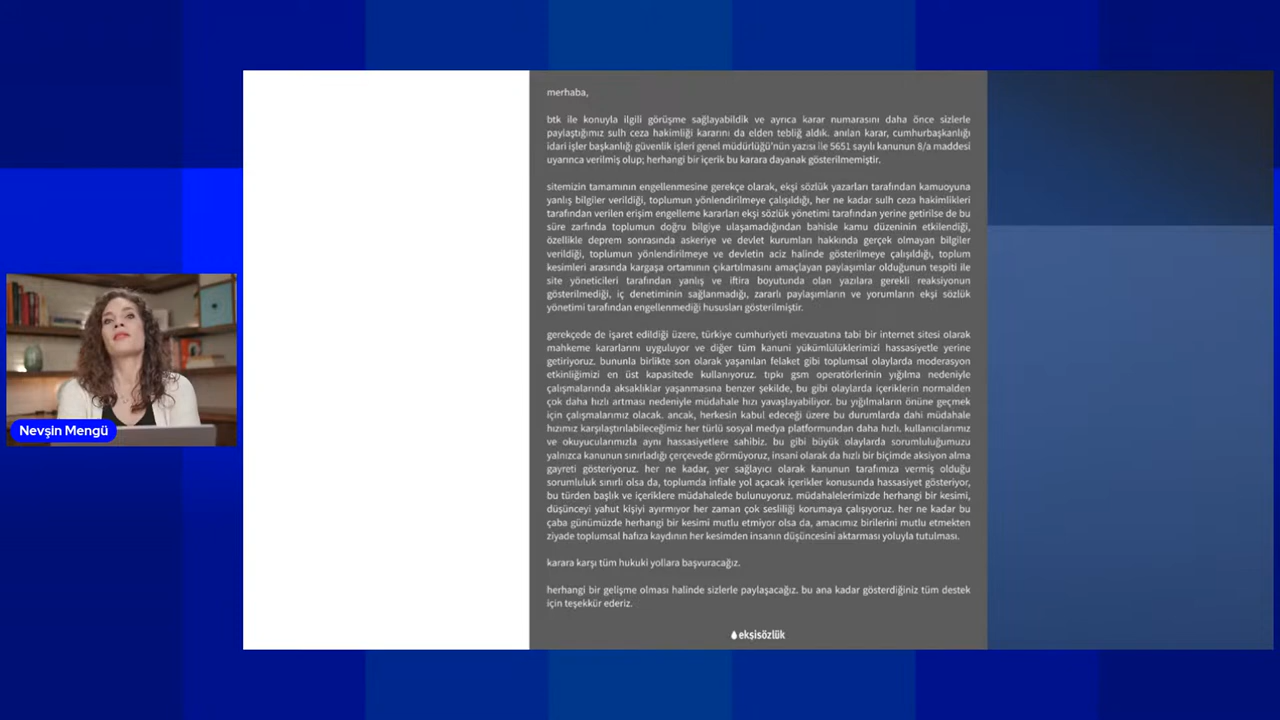 merhaba,
btk ile konuyla ilgili görüşme sağlayabildik ve ayrıca karar numarasını daha önce sizlerle
paylaştığımız sulh ceza hakimliği kararını da elden tebliğ aldık. anılan karar, cumhurbaşkanlığı
idari işler başkanlığı güvenlik işleri genel müdürlüğü'nün yazısı ile 5651 sayılı kanunun 8/a maddesi
uyarınca verilmiş olup; herhangi bir içerik bu karara dayanak gösterilmemiştir.
sitemizin tamamının engellenmesine gerekçe olarak, ekşi sözlük yazarları tarafından kamuoyuna
yanlış bilgiler verildiği, toplumun yönlendirilmeye çalışıldığı, her ne kadar sulh ceza hakimlikleri
tarafından verilen erişim engelleme kararları ekşi sözlük yönetimi tarafından yerine getirilse de bu
süre zarfında toplumun doğru bilgiye ulaşamadığından bahisle kamu düzeninin etkilendiği,
özellikle deprem sonrasında askeriye ve devlet kurumları hakkında gerçek olmayan bilgiler
verildiği, toplumun yönlendirilmeye ve devletin aciz halinde gösterilmeye çalışıldığı, toplum
kesimleri arasında kargaşa ortamının çıkartılmasını amaçlayan paylaşımlar olduğunun tespiti ile
site yöneticileri tarafından yanlış ve iftira boyutunda olan yazılara gerekli reaksiyonun
gösterilmediği, iç denetiminin sağlanmadığı, zararlı paylaşımların ve yorumların ekşi sözlük
yönetimi tarafından engellenmediği hususları gösterilmiştir.
gerekçede de işaret edildiği üzere, türkiye cumhuriyeti mevzuatına tabi bir internet sitesi olarak
mahkeme kararlarını uyguluyor ve diğer tüm kanuni yükümlülüklerimizi hassasiyetle yerine
getiriyoruz. bununla birlikte son olarak yaşanılan felaket gibi toplumsal olaylarda moderasyon
etkinliğimizi en üst kapasitede kullanıyoruz. tıpkı gsm operatörlerinin yığılma nedeniyle
çalışmalarında aksaklıklar yaşanmasına benzer şekilde, bu gibi olaylarda içeriklerin normalden
çok daha hızlı artması nedeniyle müdahale hızı yavaşlayabiliyor. bu yığılmaların önüne geçmek
için çalışmalarımız olacak. ancak, herkesin kabul edeceği üzere bu durumlarda dahi müdahale
hızımız karşılaştırılabileceğimiz her türlü sosyal medya platformundan daha hızlı. kullanıcılarımız
ve okuyucularımızla aynı hassasiyetlere sahibiz. bu gibi büyük olaylarda sorumluluğumuzu
yalnızca kanunun sınırladığı çerçevede görmüyoruz, insani olarak da hızlı bir biçimde aksiyon alma
gayreti gösteriyoruz. her ne kadar, yer sağlayıcı olarak kanunun tarafımıza vermiş olduğu
sorumluluk sınırlı olsa da, toplumda infiale yol açacak içerikler konusunda hassasiyet gösteriyor,
bu türden başlık ve içeriklere müdahalede bulunuyoruz. müdahalelerimizde herhangi bir kesimi,
düşünceyi yahut kişiyi ayırmıyor her zaman çok sesliliği korumaya çalışıyoruz. her ne kadar bu
çaba günümüzde herhangi bir kesimi mutlu etmiyor olsa da, amacımız birilerini mutlu etmekten
ziyade toplumsal hafıza kaydının her kesimden insanın düşüncesini aktarması yoluyla tutulması.
karara karşı tüm hukuki yollara başvuracağız.
herhangi bir gelişme olması halinde sizlerle paylaşacağız. bu ana kadar gösterdiğiniz tüm destek
için teşekkür ederiz.
ekşisözlük
Nevşin Mengü